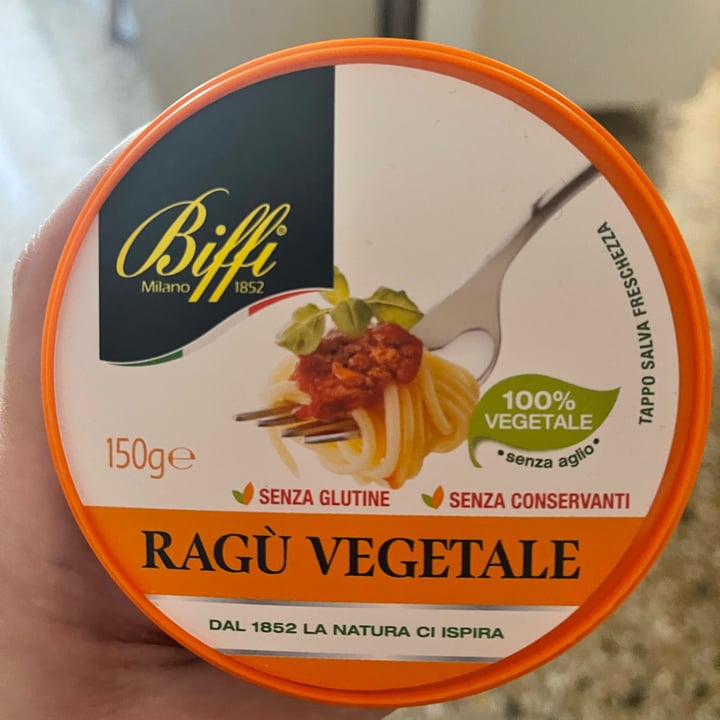 Biffi®
Milano 1852
TAPPO SALVA FRESCHEZZA
100%
VEGETALE
•senza aglio•
150g℮
SENZA GLUTINE
SENZA CONSERVANTI
RAGÙ VEGETALE
DAL 1852 LA NATURA CI ISPIRA